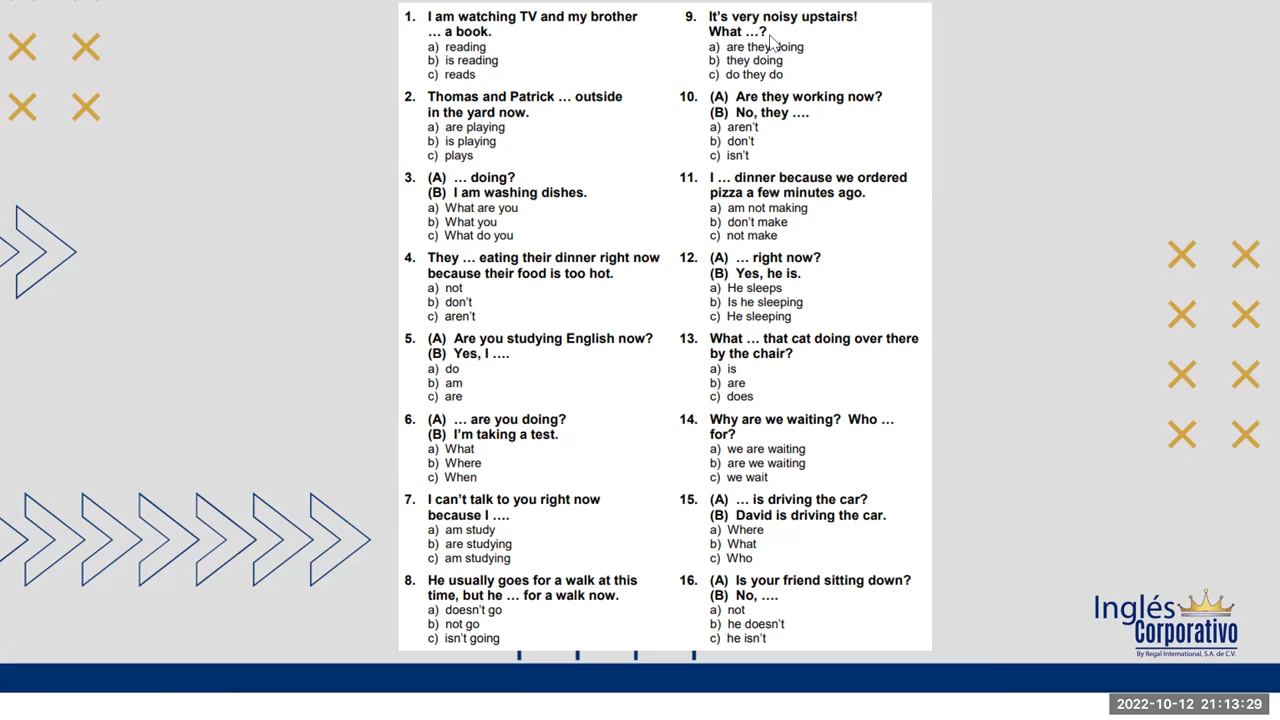 1. I am watching TV and my brother
… a book.
a) reading
b) is reading
c) reads
2. Thomas and Patrick … outside
in the yard now.
a) are playing
b) is playing
c) plays
3. (A) … doing?
(B) I am washing dishes.
a) What are you
b) What you
c) What do you
4. They … eating their dinner right now
because their food is too hot.
a) not
b) don't
c) aren't
5. (A) Are you studying English now?
(B) Yes, I ….
a) do
b) am
c) are
6. (A) … are you doing?
(B) I'm taking a test.
a) What
b) Where
c) When
7. I can't talk to you right now
because I ….
a) am study
b) are studying
c) am studying
8. He usually goes for a walk at this
time, but he … for a walk now.
a) doesn't go
b) not go
c) isn't going
9. It's very noisy upstairs!
What …?
a) are they doing
b) they doing
c) do they do
10. (A) Are they working now?
(B) No, they ….
a) aren't
b) don't
c) isn't
11. I … dinner because we ordered
pizza a few minutes ago.
a) am not making
b) don't make
c) not make
12. (A) … right now?
(B) Yes, he is.
a) He sleeps
b) Is he sleeping
c) He sleeping
13. What … that cat doing over there
by the chair?
a) is
b) are
c) does
14. Why are we waiting? Who …
for?
a) we are waiting
b) are we waiting
c) we wait
15. (A) … is driving the car?
(B) David is driving the car.
a) Where
b) What
c) Who
16. (A) Is your friend sitting down?
(B) No, ….
a) not
b) he doesn't
c) he isn't
Inglés
Corporativo
By Regal International, S.A. de C.V.
2022-10-12 21:13:29